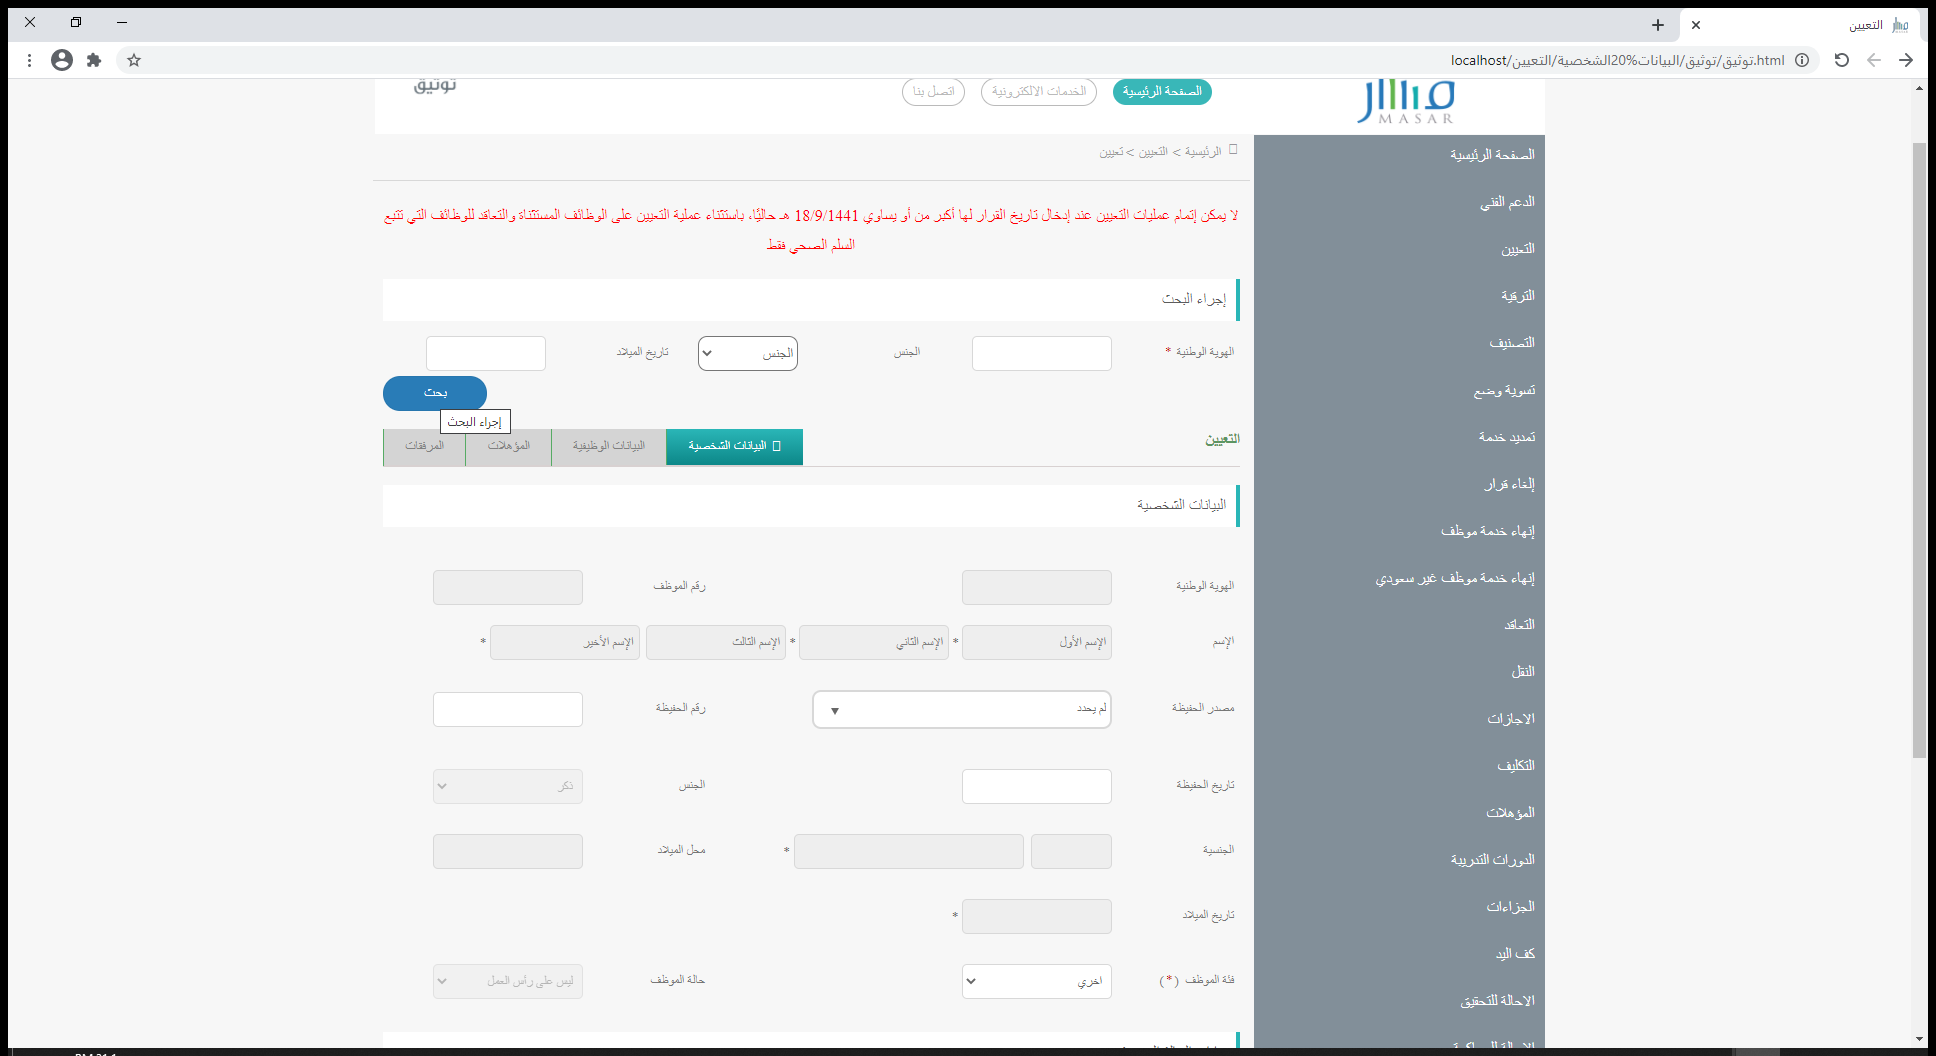 التعيين
localhost/توثيق/توثيق/البيانات%20الشخصية/التعيين.html
مسار
MASAR
الصفحة الرئيسية
الخدمات الالكترونية
اتصل بنا
توثيق
الرئيسية > التعيين > تعيين
لا يمكن إتمام عمليات التعيين عند إدخال تاريخ القرار لها أكبر من أو يساوي 18/9/1441 هـ حاليًا، باستثناء عملية التعيين على الوظائف المستثناة والتعاقد للوظائف التي تتبع
السلم الصحي فقط
إجراء البحث
الهوية الوطنية *
الجنس
الجنس
تاريخ الميلاد
بحث
إجراء البحث
التعيين
البيانات الشخصية
البيانات الوظيفية
المؤهلات
المرفقات
البيانات الشخصية
الهوية الوطنية
رقم الموظف
الإسم
الإسم الأول *
الإسم الثاني *
الإسم الثالث
الإسم الأخير *
مصدر الحفيظة
لم يحدد
رقم الحفيظة
تاريخ الحفيظة
الجنس
ذكر
الجنسية
*
محل الميلاد
تاريخ الميلاد
*
فئة الموظف (*)
اخري
حالة الموظف
ليس على رأس العمل
الصفحة الرئيسية
الدعم الفني
التعيين
الترقية
التصنيف
تسوية وضع
تمديد خدمة
إلغاء قرار
إنهاء خدمة موظف
إنهاء خدمة موظف غير سعودي
التعاقد
النقل
الاجازات
التكليف
المؤهلات
الدورات التدريبية
الجزاءات
كف اليد
الاحالة للتحقيق